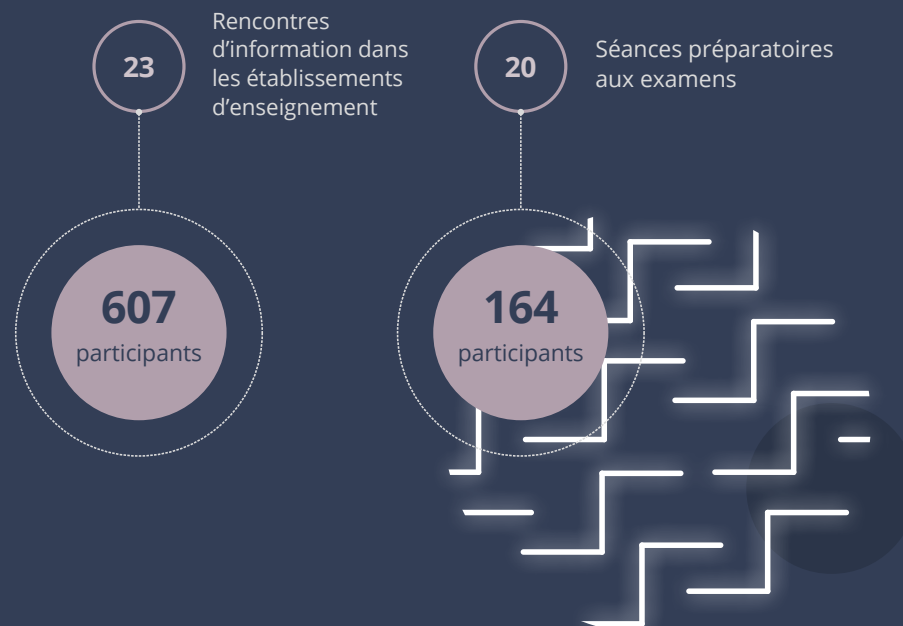 23
Rencontres
d’information dans
les établissements
d’enseignement
607
participants
20
Séances préparatoires
aux examens
164
participants